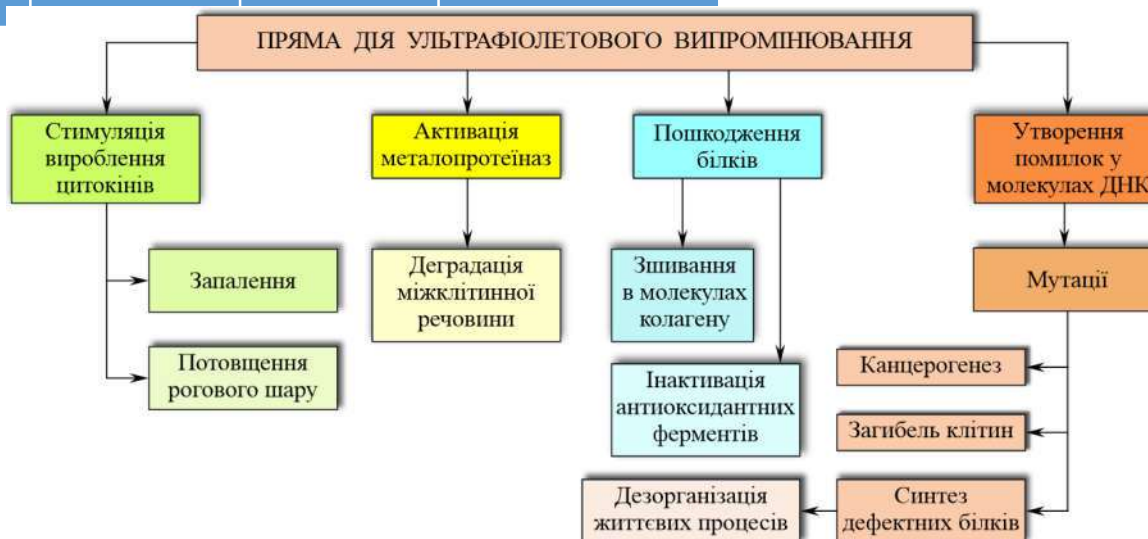 ПРЯМА ДІЯ УЛЬТРАФІОЛЕТОВОГО ВИПРОМІНЮВАННЯ
Стимуляція
вироблення
цитокінів
Запалення
Потовщення
рогового шару
Активація
металопротеїназ
Деградація
міжклітинної
речовини
Пошкодження
білків
Зшивання
в молекулах
колагену
Інактивація
антиоксидантних
ферментів
Утворення
помилок у
молекулах ДНК
Мутації
Канцерогенез
Загибель клітин
Синтез
дефектних білків
Дезорганізація
життєвих процесів